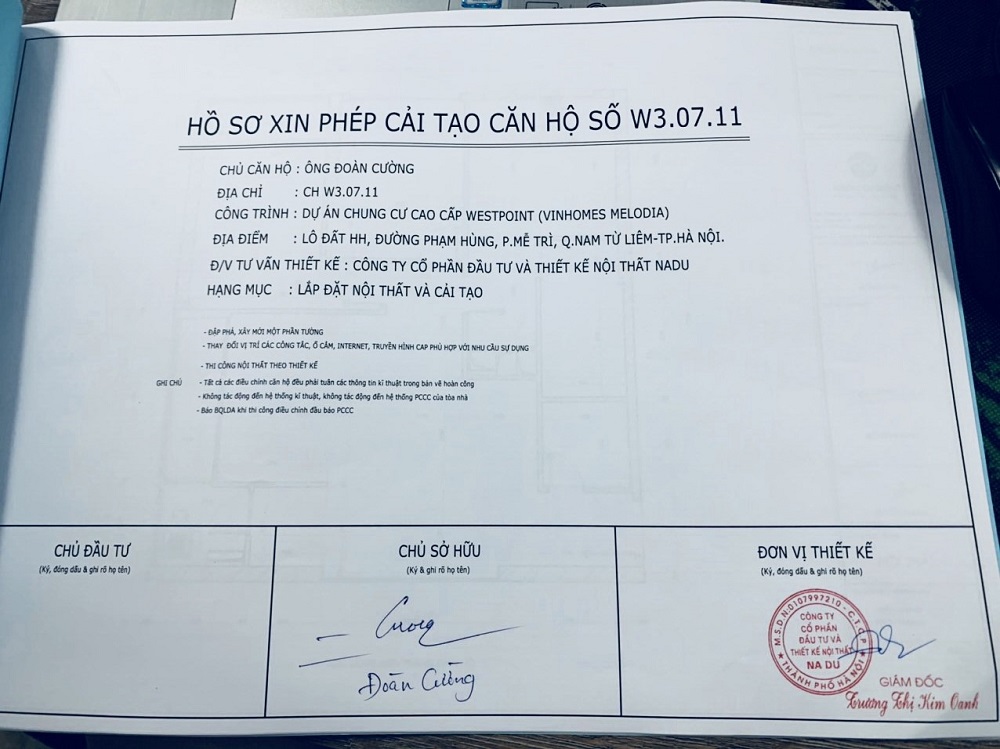 HỒ SƠ XIN PHÉP CẢI TẠO CĂN HỘ SỐ W3.07.11
CHỦ CĂN HỘ : ÔNG ĐOÀN CƯỜNG
ĐỊA CHỈ : CH W3.07.11
CÔNG TRÌNH : DỰ ÁN CHUNG CƯ CAO CẤP WESTPOINT (VINHOMES MELODIA)
ĐỊA ĐIỂM : LÔ ĐẤT HH, ĐƯỜNG PHẠM HÙNG, P.MỄ TRÌ, Q.NAM TỪ LIÊM-TP.HÀ NỘI.
Đ/V TƯ VẤN THIẾT KẾ : CÔNG TY CỔ PHẦN ĐẦU TƯ VÀ THIẾT KẾ NỘI THẤT NADU
HẠNG MỤC : LẮP ĐẶT NỘI THẤT VÀ CẢI TẠO
- ĐẬP PHÁ, XÂY MỚI MỘT PHẦN TƯỜNG
- THAY ĐỔI VỊ TRÍ CÁC CÔNG TẮC, Ổ CẮM, INTERNET, TRUYỀN HÌNH CAP PHÙ HỢP VỚI NHU CẦU SỰ DỤNG
- THI CÔNG NỘI THẤT THEO THIẾT KẾ
GHI CHÚ - Tất cả các điều chỉnh căn hộ đều phải tuân các thông tin kĩ thuật trong bản vẽ hoàn công
- Không tác động đến hệ thống kĩ thuật, không tác động đến hệ thống PCCC của tòa nhà
- Báo BQLDA khi thi công điều chỉnh đầu báo PCCC
CHỦ ĐẦU TƯ
(Ký, đóng dấu & ghi rõ họ tên)
CHỦ SỞ HỮU
(Ký & ghi rõ họ tên)
Cương
Đoàn Cường
ĐƠN VỊ THIẾT KẾ
(Ký, đóng dấu & ghi rõ họ tên)
M.S.D.N:0107997210-C.T.C.P
CÔNG TY
CỔ PHẦN
ĐẦU TƯ VÀ
THIẾT KẾ NỘI THẤT
NA DU
THÀNH PHỐ HÀ NỘI
GIÁM ĐỐC
Trương Thị Kim Oanh